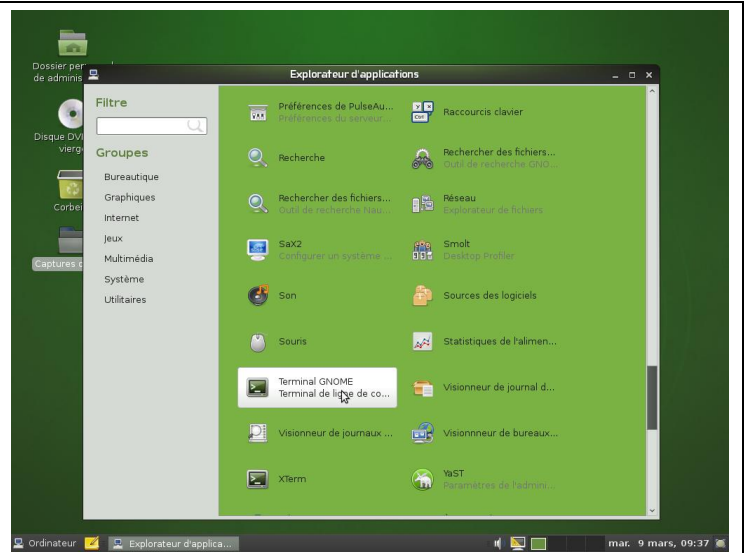 Dossier per
de adminis
Disque DVD
vierg
Corbei
Captures d
Explorateur d'applications
Filtre
Groupes
Bureautique
Graphiques
Internet
Jeux
Multimédia
Système
Utilitaires
Préférences de PulseAu...
Préférences du serveur...
Raccourcis clavier
Recherche
Rechercher des fichiers...
Outil de recherche GNO...
Rechercher des fichiers...
Outil de recherche Nau...
Réseau
Explorateur de fichiers
SaX2
Configurer un système ...
Smolt
Desktop Profiler
Son
Sources des logiciels
Souris
Statistiques de l'alimen...
Terminal GNOME
Terminal de ligne de co...
Visionneur de journal d...
Visionneur de journaux ...
Visionnneur de bureaux...
XTerm
YaST
Paramètres de l'admini...
Ordinateur
Explorateur d'applica...
mar. 9 mars, 09:37